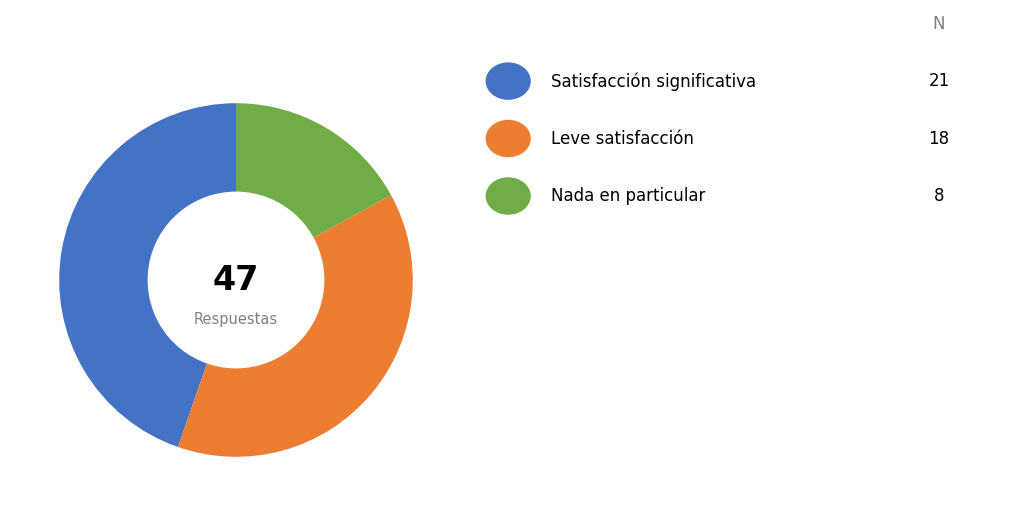 N
Satisfacción significativa 21
Leve satisfacción 18
Nada en particular 8
47
Respuestas